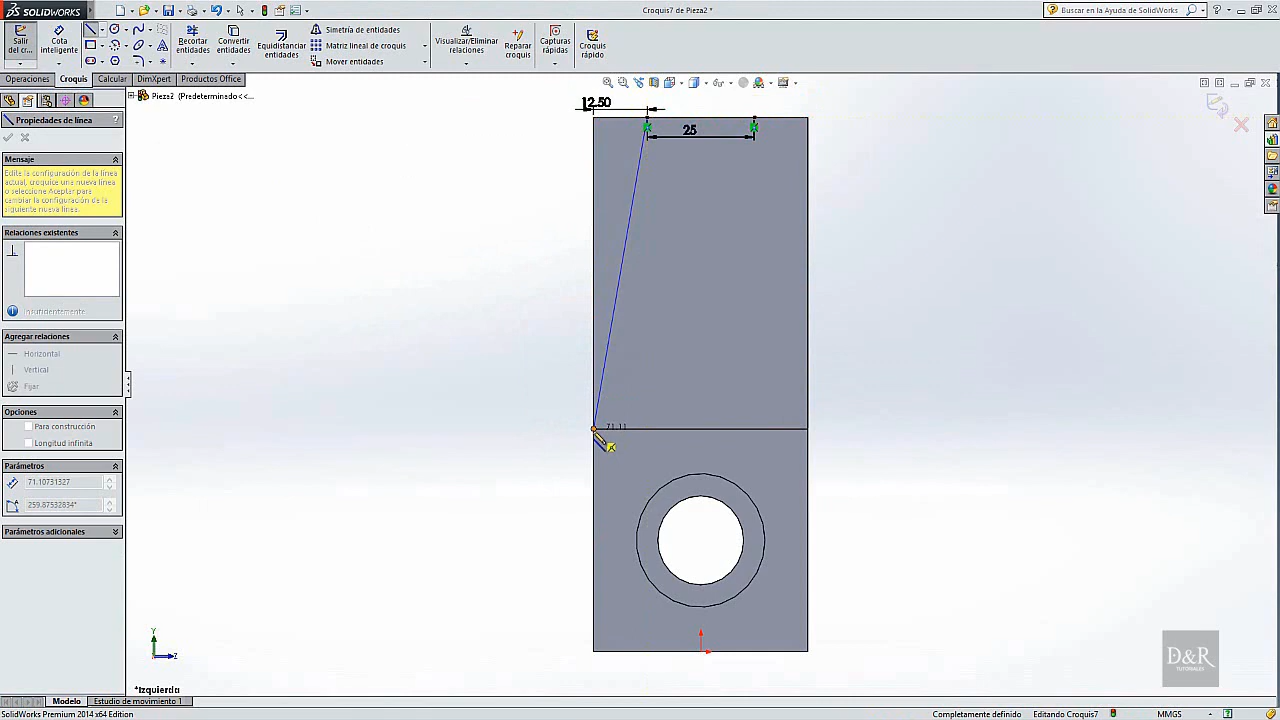 SOLIDWORKS
Croquis7 de Pieza2 *
Buscar en la Ayuda de SolidWorks
Salir
del cr...
Cota
inteligente
Recortar
entidades
Convertir
entidades
Equidistanciar
entidades
Simetría de entidades
Matriz lineal de croquis
Mover entidades
Visualizar/Eliminar
relaciones
Reparar
croquis
Capturas
rápidas
Croquis
rápido
Operaciones
Croquis
Calcular
DimXpert
Productos Office
Pieza2 (Predeterminado<<...
Propiedades de línea
?
Mensaje
Edite la configuración de la línea
actual, croquice una nueva línea
o seleccione Aceptar para
cambiar la configuración de la
siguiente nueva línea.
Relaciones existentes
Insuficientemente
Agregar relaciones
Horizontal
Vertical
Fijar
Opciones
Para construcción
Longitud infinita
Parámetros
71.10731327
259.87532834°
Parámetros adicionales
12.50
25
71.11
Y
Z
*Izquierda
D&R
TUTORIALES
Modelo
Estudio de movimiento 1
SolidWorks Premium 2014 x64 Edition
Completamente definido
Editando Croquis7
MMGS